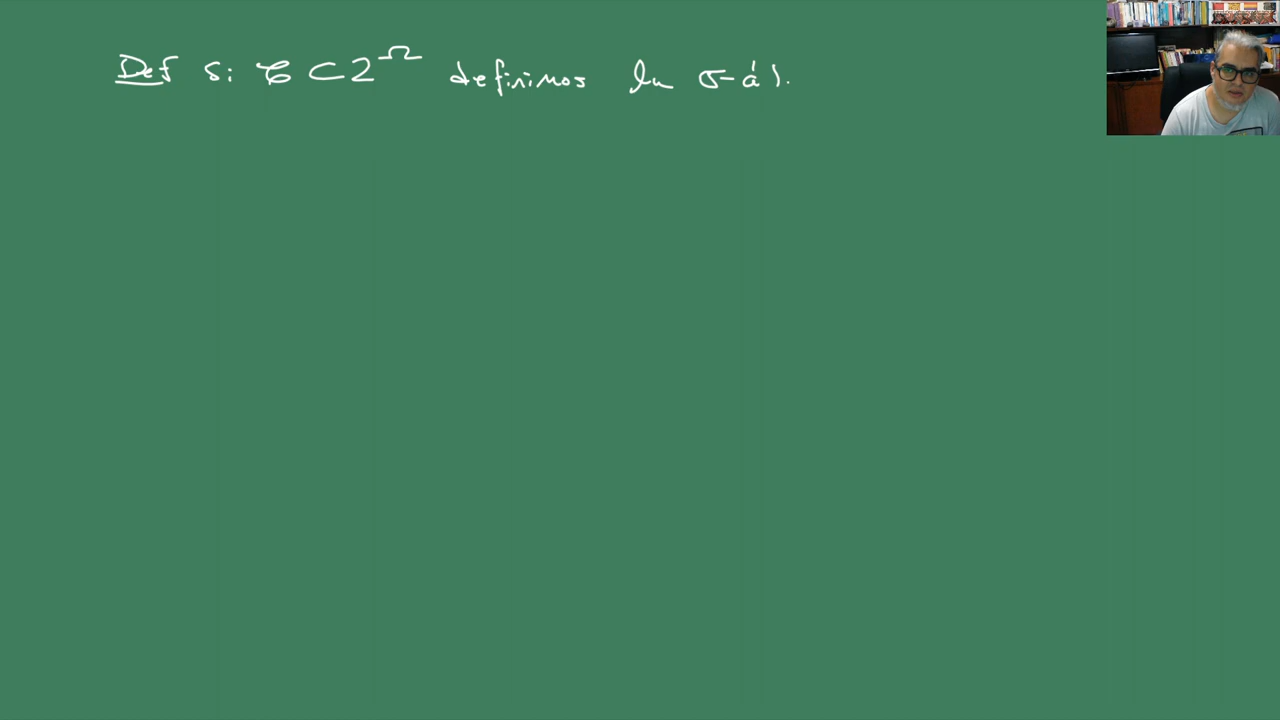 Def si 𝒞 ⊂ 2^Ω definimos la σ-ál.